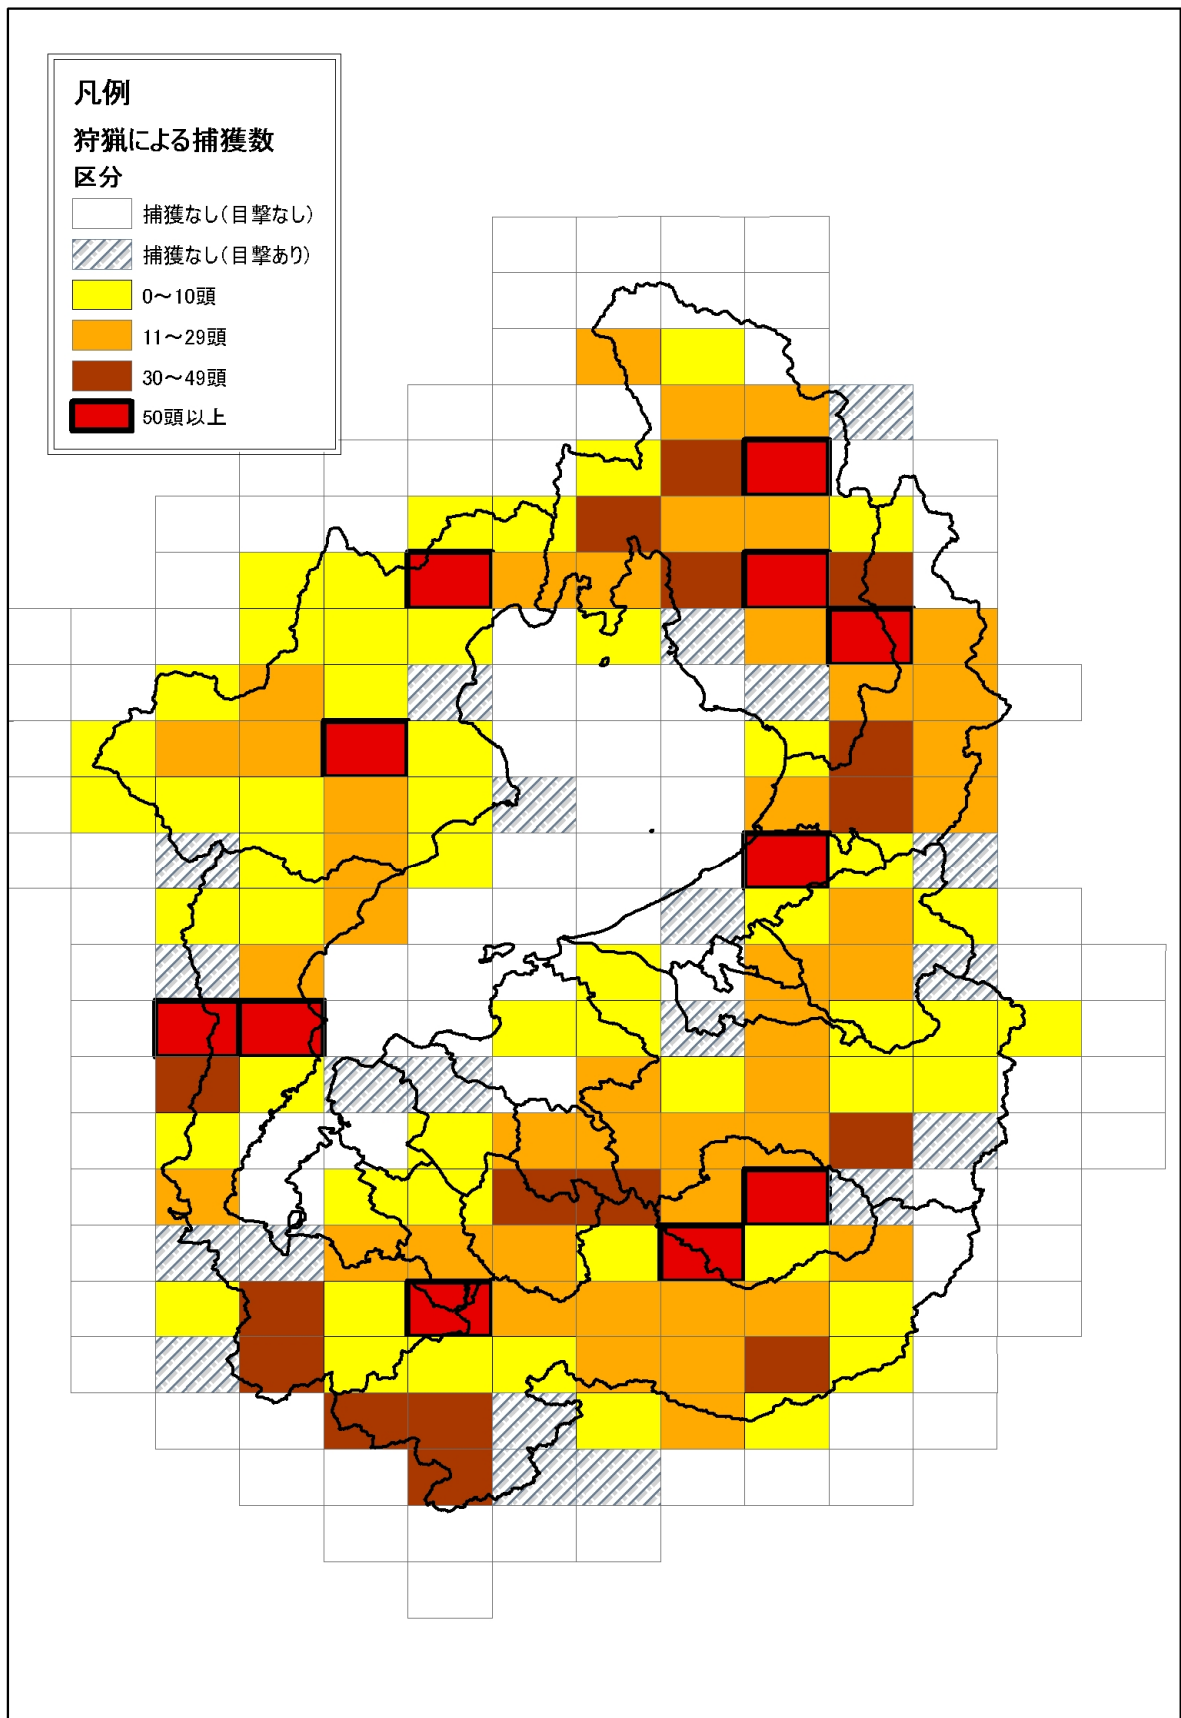 凡例
狩猟による捕獲数
区分
捕獲なし(目撃なし)
捕獲なし(目撃あり)
0～10頭
11～29頭
30～49頭
50頭以上